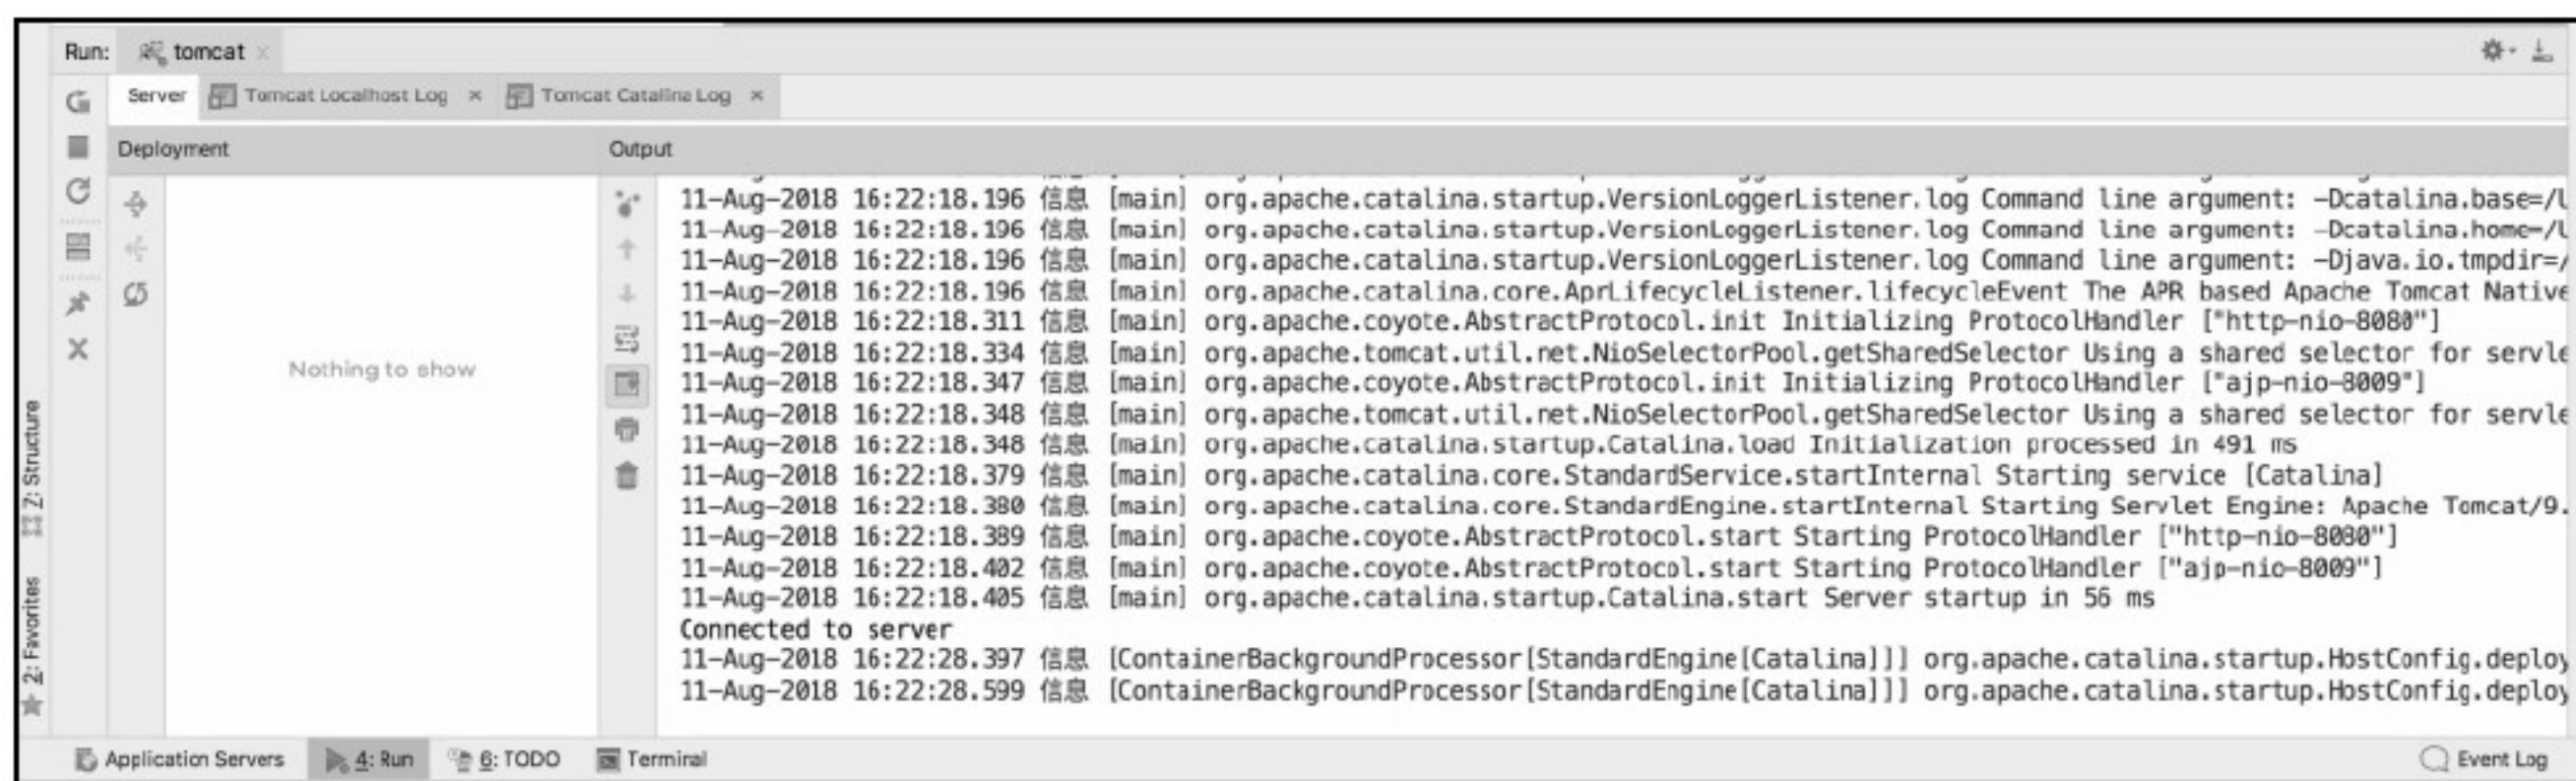 Run: tomcat
Server Tomcat Localhost Log Tomcat Catalina Log
Deployment Output
Nothing to show
11-Aug-2018 16:22:18.196 信息 [main] org.apache.catalina.startup.VersionLoggerListener.log Command line argument: -Dcatalina.base=/
11-Aug-2018 16:22:18.196 信息 [main] org.apache.catalina.startup.VersionLoggerListener.log Command line argument: -Dcatalina.home=/
11-Aug-2018 16:22:18.196 信息 [main] org.apache.catalina.startup.VersionLoggerListener.log Command line argument: -Djava.io.tmpdir=/
11-Aug-2018 16:22:18.196 信息 [main] org.apache.catalina.core.AprLifecycleListener.lifecycleEvent The APR based Apache Tomcat Native
11-Aug-2018 16:22:18.311 信息 [main] org.apache.coyote.AbstractProtocol.init Initializing ProtocolHandler ["http-nio-8080"]
11-Aug-2018 16:22:18.334 信息 [main] org.apache.tomcat.util.net.NioSelectorPool.getSharedSelector Using a shared selector for servle
11-Aug-2018 16:22:18.347 信息 [main] org.apache.coyote.AbstractProtocol.init Initializing ProtocolHandler ["ajp-nio-8009"]
11-Aug-2018 16:22:18.348 信息 [main] org.apache.tomcat.util.net.NioSelectorPool.getSharedSelector Using a shared selector for servle
11-Aug-2018 16:22:18.348 信息 [main] org.apache.catalina.startup.Catalina.load Initialization processed in 491 ms
11-Aug-2018 16:22:18.379 信息 [main] org.apache.catalina.core.StandardService.startInternal Starting service [Catalina]
11-Aug-2018 16:22:18.380 信息 [main] org.apache.catalina.core.StandardEngine.startInternal Starting Servlet Engine: Apache Tomcat/9.
11-Aug-2018 16:22:18.389 信息 [main] org.apache.coyote.AbstractProtocol.start Starting ProtocolHandler ["http-nio-8080"]
11-Aug-2018 16:22:18.402 信息 [main] org.apache.coyote.AbstractProtocol.start Starting ProtocolHandler ["ajp-nio-8009"]
11-Aug-2018 16:22:18.405 信息 [main] org.apache.catalina.startup.Catalina.start Server startup in 56 ms
Connected to server
11-Aug-2018 16:22:28.397 信息 [ContainerBackgroundProcessor[StandardEngine[Catalina]]] org.apache.catalina.startup.HostConfig.deploy
11-Aug-2018 16:22:28.599 信息 [ContainerBackgroundProcessor[StandardEngine[Catalina]]] org.apache.catalina.startup.HostConfig.deploy
7: Structure
2: Favorites
Application Servers 4: Run 6: TODO Terminal Event Log